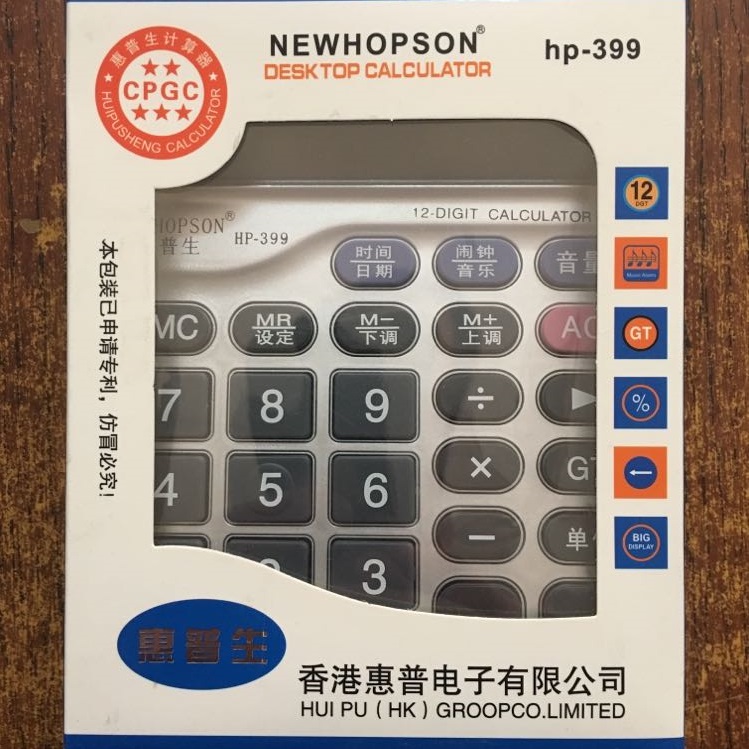 惠普生计算器
CPGC
HUIPUSHENG CALCULATOR
NEWHOPSON®
DESKTOP CALCULATOR
hp-399
本包装已申请专利，仿冒必究！
HOPSON®
普生
HP-399
12-DIGIT CALCULATOR
时间
日期
闹钟
音乐
音量
MC
MR
设定
M−
下调
M+
上调
AC
7
8
9
÷
▶
4
5
6
×
GT
3
−
单
12
DGT
Music Alarm
GT
%
←
BIG
DISPLAY
惠普生
香港惠普电子有限公司
HUI PU ( HK ) GROOPCO.LIMITED